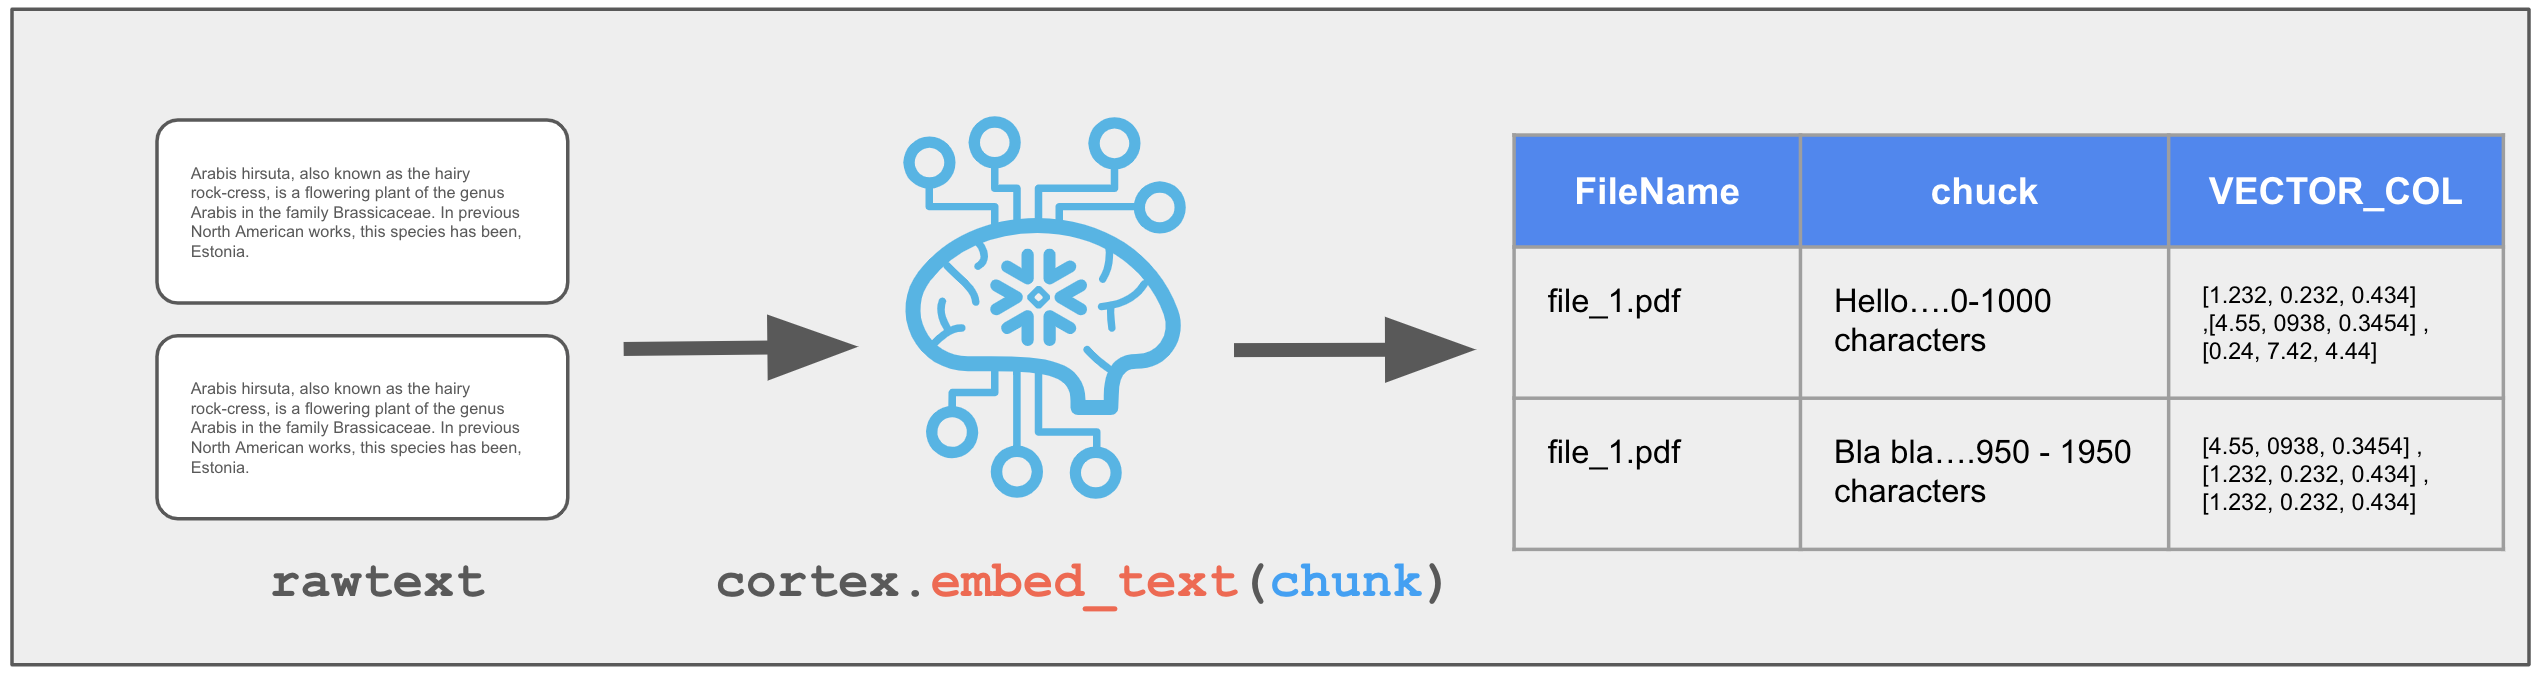 Arabis hirsuta, also known as the hairy
rock-cress, is a flowering plant of the genus
Arabis in the family Brassicaceae. In previous
North American works, this species has been,
Estonia.
Arabis hirsuta, also known as the hairy
rock-cress, is a flowering plant of the genus
Arabis in the family Brassicaceae. In previous
North American works, this species has been,
Estonia.
rawtext
cortex.embed_text(chunk)
FileName chuck VECTOR_COL
file_1.pdf
Hello....0-1000
characters
[1.232, 0.232, 0.434]
,[4.55, 0938, 0.3454] ,
[0.24, 7.42, 4.44]
file_1.pdf
Bla bla....950 - 1950
characters
[4.55, 0938, 0.3454] ,
[1.232, 0.232, 0.434] ,
[1.232, 0.232, 0.434]